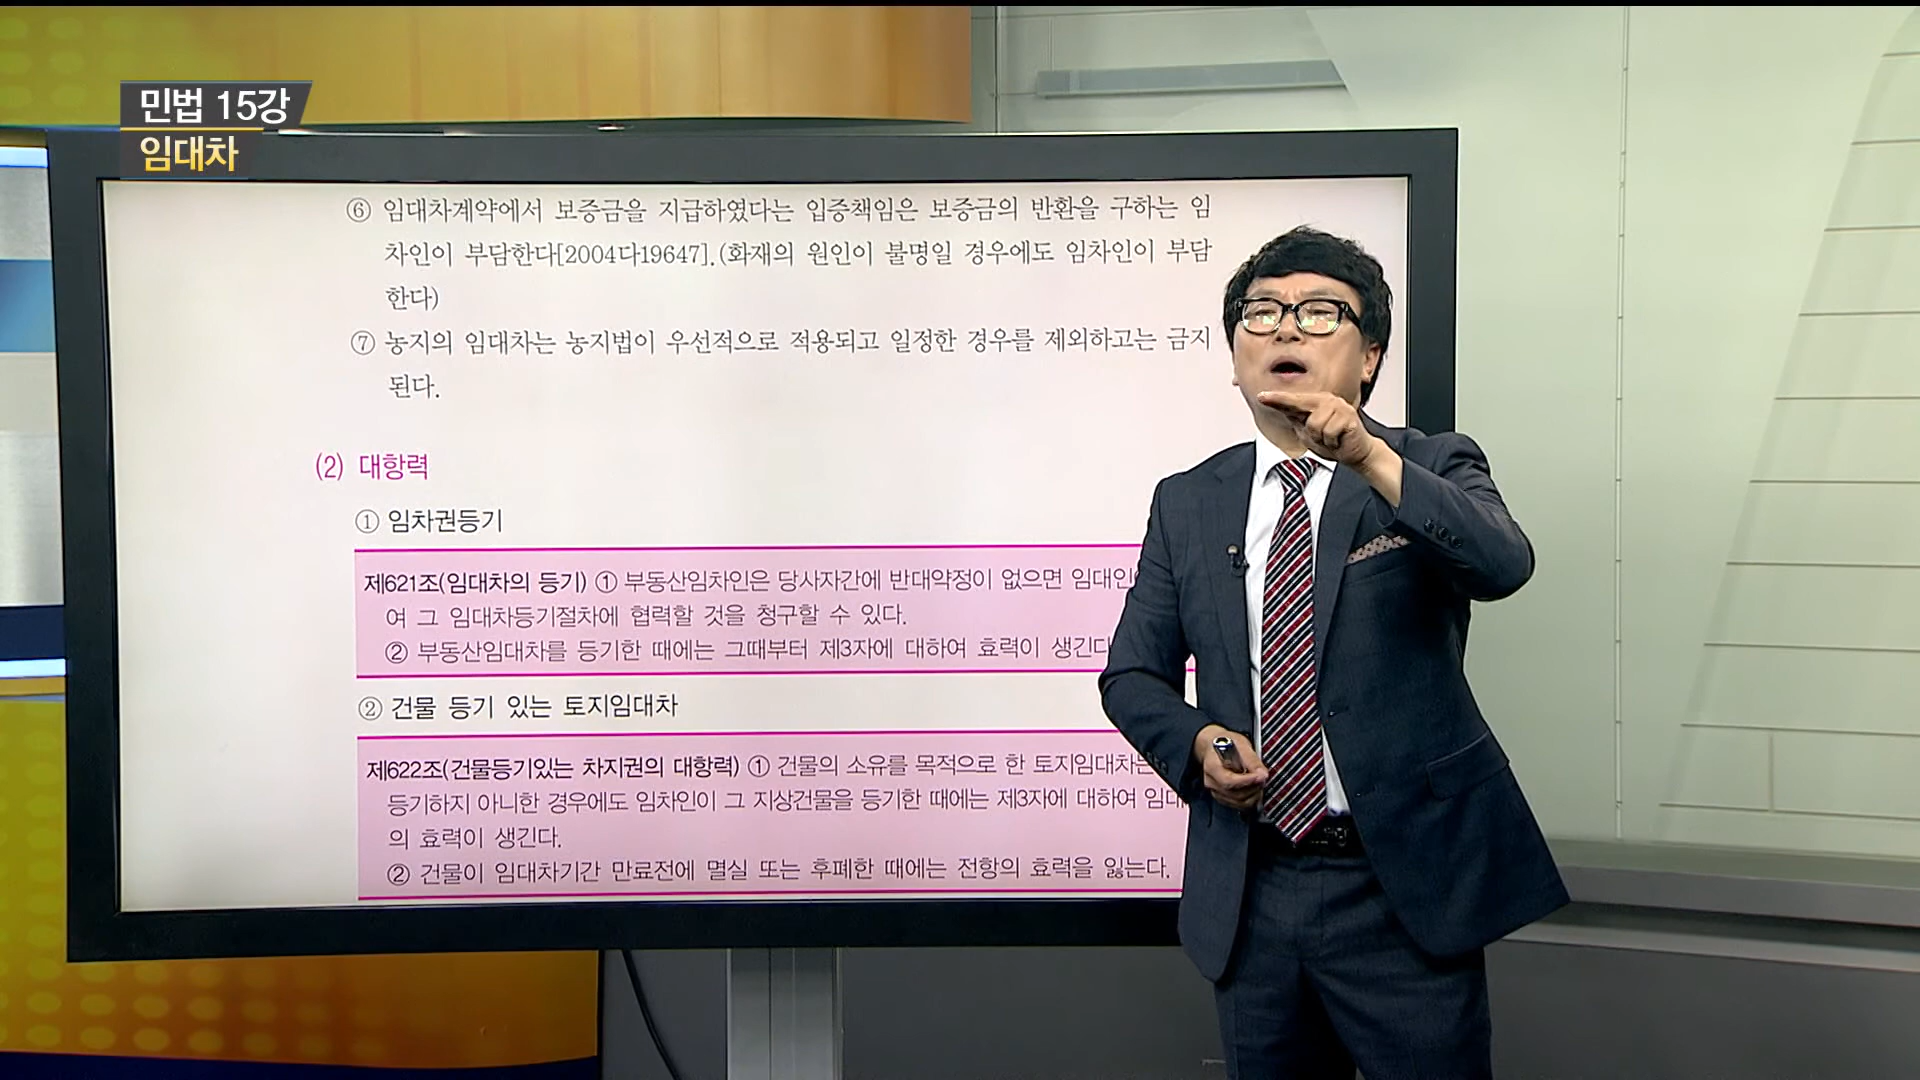 민법 15강
임대차
⑥ 임대차계약에서 보증금을 지급하였다는 입증책임은 보증금의 반환을 구하는 임
차인이 부담한다[2004다19647].(화재의 원인이 불명일 경우에도 임차인이 부담
한다)
⑦ 농지의 임대차는 농지법이 우선적으로 적용되고 일정한 경우를 제외하고는 금지
된다.
(2) 대항력
① 임차권등기
제621조(임대차의 등기) ① 부동산임차인은 당사자간에 반대약정이 없으면
여 그 임대차등기절차에 협력할 것을 청구할 수 있다.
② 부동산임대차를 등기한 때에는 그때부터 제3자에 대하여 효력이 생긴다
② 건물 등기 있는 토지임대차
제622조(건물등기있는 차지권의 대항력) ① 건물의 소유를 목적으로 한 토지임대차는
등기하지 아니한 경우에도 임차인이 그 지상건물을 등기한 때에는 제3자에 대하여
의 효력이 생긴다.
② 건물이 임대차기간 만료전에 멸실 또는 후폐한 때에는 전항의 효력을 잃는다.